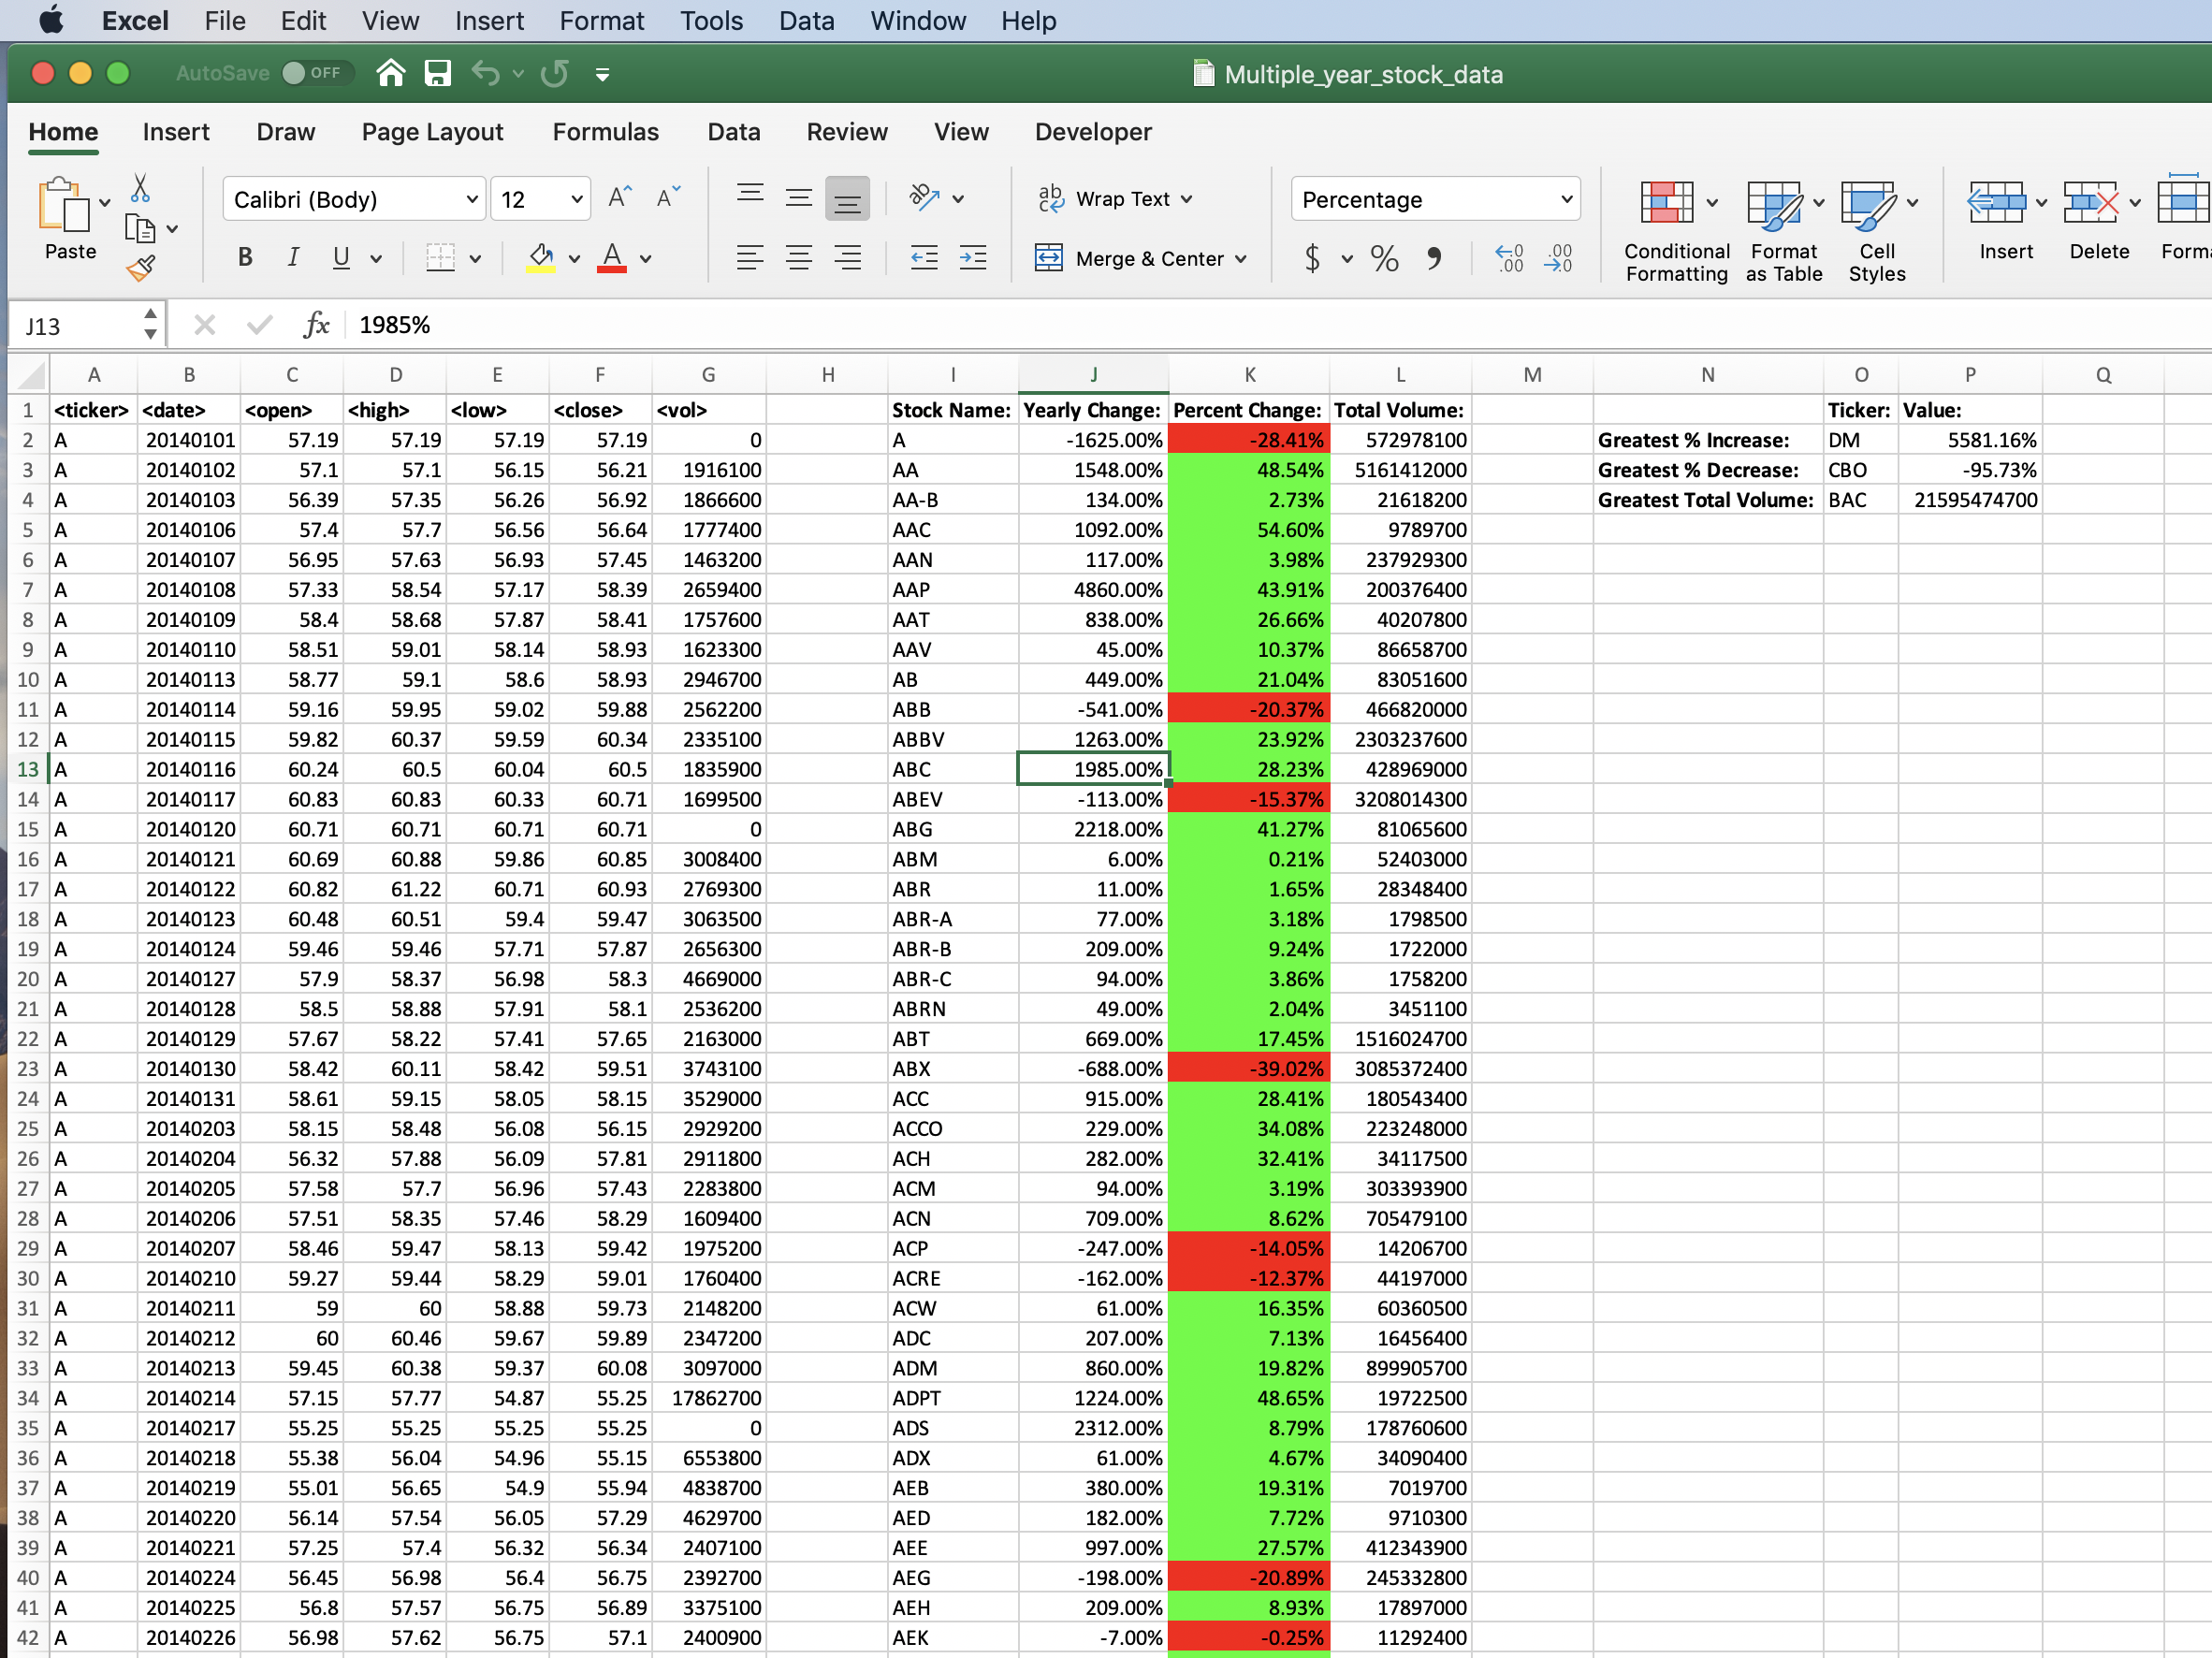 Excel File Edit View Insert Format Tools Data Window Help
AutoSave OFF Multiple_year_stock_data
Home Insert Draw Page Layout Formulas Data Review View Developer
Paste Calibri (Body) 12 A A ab Wrap Text Percentage Conditional Formatting Format as Table Cell Styles Insert Delete Forma
B I U A ab c Merge & Center $ % , .00 .0
J13 fx 1985%
A B C D E F G H I J K L M N O P Q
1 <ticker> <date> <open> <high> <low> <close> <vol> Stock Name: Yearly Change: Percent Change: Total Volume: Ticker: Value:
2 A 20140101 57.19 57.19 57.19 57.19 0 A -1625.00% -28.41% 572978100 Greatest % Increase: DM 5581.16%
3 A 20140102 57.1 57.1 56.15 56.21 1916100 AA 1548.00% 48.54% 5161412000 Greatest % Decrease: CBO -95.73%
4 A 20140103 56.39 57.35 56.26 56.92 1866600 AA-B 134.00% 2.73% 21618200 Greatest Total Volume: BAC 21595474700
5 A 20140106 57.4 57.7 56.56 56.64 1777400 AAC 1092.00% 54.60% 9789700
6 A 20140107 56.95 57.63 56.93 57.45 1463200 AAN 117.00% 3.98% 237929300
7 A 20140108 57.33 58.54 57.17 58.39 2659400 AAP 4860.00% 43.91% 200376400
8 A 20140109 58.4 58.68 57.87 58.41 1757600 AAT 838.00% 26.66% 40207800
9 A 20140110 58.51 59.01 58.14 58.93 1623300 AAV 45.00% 10.37% 86658700
10 A 20140113 58.77 59.1 58.6 58.93 2946700 AB 449.00% 21.04% 83051600
11 A 20140114 59.16 59.95 59.02 59.88 2562200 ABB -541.00% -20.37% 466820000
12 A 20140115 59.82 60.37 59.59 60.34 2335100 ABBV 1263.00% 23.92% 2303237600
13 A 20140116 60.24 60.5 60.04 60.5 1835900 ABC 1985.00% 28.23% 428969000
14 A 20140117 60.83 60.83 60.33 60.71 1699500 ABEV -113.00% -15.37% 3208014300
15 A 20140120 60.71 60.71 60.71 60.71 0 ABG 2218.00% 41.27% 81065600
16 A 20140121 60.69 60.88 59.86 60.85 3008400 ABM 6.00% 0.21% 52403000
17 A 20140122 60.82 61.22 60.71 60.93 2769300 ABR 11.00% 1.65% 28348400
18 A 20140123 60.48 60.51 59.4 59.47 3063500 ABR-A 77.00% 3.18% 1798500
19 A 20140124 59.46 59.46 57.71 57.87 2656300 ABR-B 209.00% 9.24% 1722000
20 A 20140127 57.9 58.37 56.98 58.3 4669000 ABR-C 94.00% 3.86% 1758200
21 A 20140128 58.5 58.88 57.91 58.1 2536200 ABRN 49.00% 2.04% 3451100
22 A 20140129 57.67 58.22 57.41 57.65 2163000 ABT 669.00% 17.45% 1516024700
23 A 20140130 58.42 60.11 58.42 59.51 3743100 ABX -688.00% -39.02% 3085372400
24 A 20140131 58.61 59.15 58.05 58.15 3529000 ACC 915.00% 28.41% 180543400
25 A 20140203 58.15 58.48 56.08 56.15 2929200 ACCO 229.00% 34.08% 223248000
26 A 20140204 56.32 57.88 56.09 57.81 2911800 ACH 282.00% 32.41% 34117500
27 A 20140205 57.58 57.7 56.96 57.43 2283800 ACM 94.00% 3.19% 303393900
28 A 20140206 57.51 58.35 57.46 58.29 1609400 ACN 709.00% 8.62% 705479100
29 A 20140207 58.46 59.47 58.13 59.42 1975200 ACP -247.00% -14.05% 14206700
30 A 20140210 59.27 59.44 58.29 59.01 1760400 ACRE -162.00% -12.37% 44197000
31 A 20140211 59 60 58.88 59.73 2148200 ACW 61.00% 16.35% 60360500
32 A 20140212 60 60.46 59.67 59.89 2347200 ADC 207.00% 7.13% 16456400
33 A 20140213 59.45 60.38 59.37 60.08 3097000 ADM 860.00% 19.82% 899905700
34 A 20140214 57.15 57.77 54.87 55.25 17862700 ADPT 1224.00% 48.65% 19722500
35 A 20140217 55.25 55.25 55.25 55.25 0 ADS 2312.00% 8.79% 178760600
36 A 20140218 55.38 56.04 54.96 55.15 6553800 ADX 61.00% 4.67% 34090400
37 A 20140219 55.01 56.65 54.9 55.94 4838700 AEB 380.00% 19.31% 7019700
38 A 20140220 56.14 57.54 56.05 57.29 4629700 AED 182.00% 7.72% 9710300
39 A 20140221 57.25 57.4 56.32 56.34 2407100 AEE 997.00% 27.57% 412343900
40 A 20140224 56.45 56.98 56.4 56.75 2392700 AEG -198.00% -20.89% 245332800
41 A 20140225 56.8 57.57 56.75 56.89 3375100 AEH 209.00% 8.93% 17897000
42 A 20140226 56.98 57.62 56.75 57.1 2400900 AEK -7.00% -0.25% 11292400